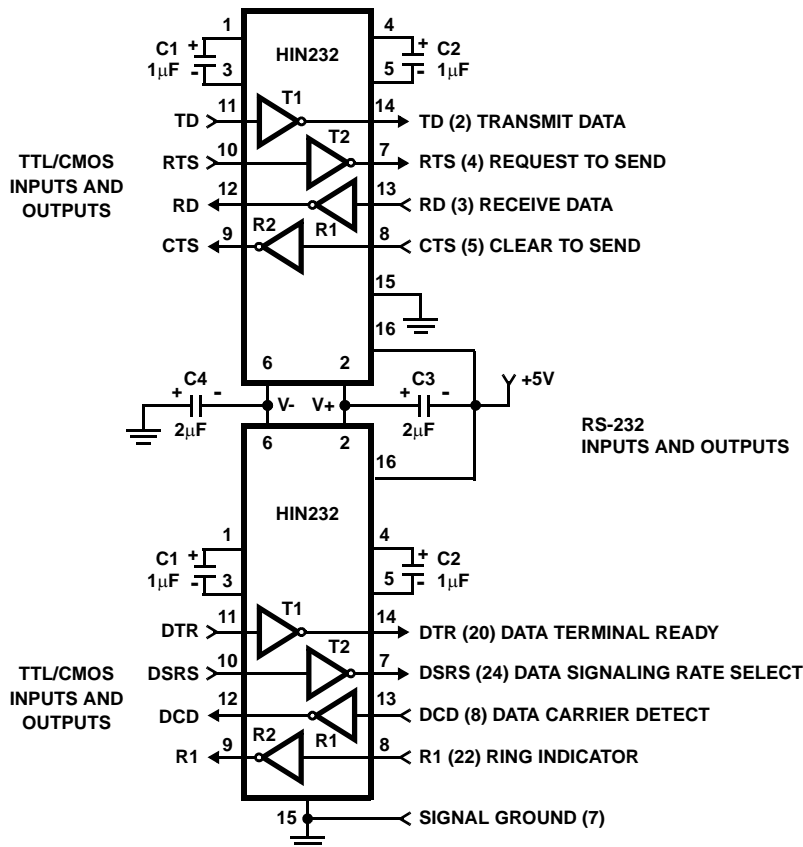 1
4
C1 +
HIN232
+ C2
1µF
3
-
5
-
1µF
TD
11
T1
14
TD (2) TRANSMIT DATA
RTS
10
T2
7
RTS (4) REQUEST TO SEND
TTL/CMOS
INPUTS AND
OUTPUTS
RD
12
R1
13
RD (3) RECEIVE DATA
CTS
9
R2
8
CTS (5) CLEAR TO SEND
15
16
6
2
C4
+ -
2µF
V-
V+
C3
+ -
2µF
+5V
RS-232
INPUTS AND OUTPUTS
6
2
16
HIN232
1
4
C1 +
+ C2
1µF
3
-
5
-
1µF
DTR
11
T1
14
DTR (20) DATA TERMINAL READY
DSRS
10
T2
7
DSRS (24) DATA SIGNALING RATE SELECT
TTL/CMOS
INPUTS AND
OUTPUTS
DCD
12
R1
13
DCD (8) DATA CARRIER DETECT
R1
9
R2
8
R1 (22) RING INDICATOR
15
SIGNAL GROUND (7)